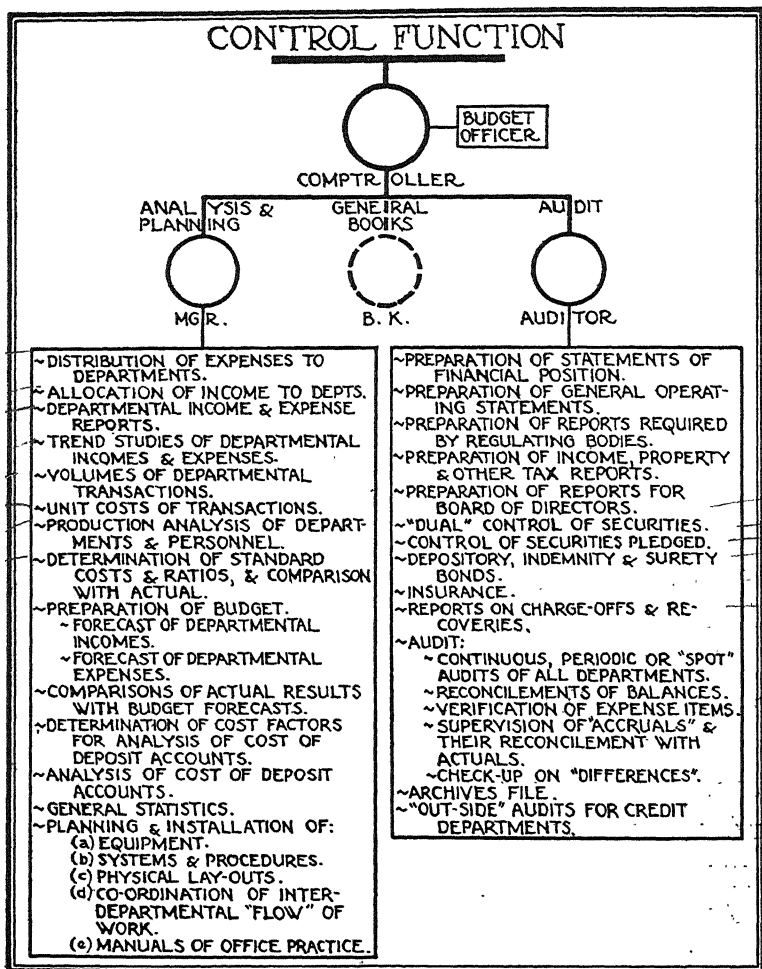 CONTROL FUNCTION
BUDGET
OFFICER
COMPTROLLER
ANALYSIS &
PLANNING
GENERAL
BOOKS
AUDIT
MGR.
B. K.
AUDITOR
~DISTRIBUTION OF EXPENSES TO
DEPARTMENTS.
~ALLOCATION OF INCOME TO DEPTS.
~DEPARTMENTAL INCOME & EXPENSE
REPORTS.
~TREND STUDIES OF DEPARTMENTAL
INCOMES & EXPENSES.
~VOLUMES OF DEPARTMENTAL
TRANSACTIONS.
~UNIT COSTS OF TRANSACTIONS.
~PRODUCTION ANALYSIS OF DEPART-
MENTS & PERSONNEL.
~DETERMINATION OF STANDARD
COSTS & RATIOS, & COMPARISON
WITH ACTUAL.
~PREPARATION OF BUDGET.
~FORECAST OF DEPARTMENTAL
INCOMES.
~FORECAST OF DEPARTMENTAL
EXPENSES.
~COMPARISONS OF ACTUAL RESULTS
WITH BUDGET FORECASTS.
~DETERMINATION OF COST FACTORS
FOR ANALYSIS OF COST OF
DEPOSIT ACCOUNTS.
~ANALYSIS OF COST OF DEPOSIT
ACCOUNTS.
~GENERAL STATISTICS.
~PLANNING & INSTALLATION OF:
(a) EQUIPMENT.
(b) SYSTEMS & PROCEDURES.
(c) PHYSICAL LAY-OUTS.
(d) CO-ORDINATION OF INTER-
DEPARTMENTAL "FLOW" OF
WORK.
(e) MANUALS OF OFFICE PRACTICE.
~PREPARATION OF STATEMENTS OF
FINANCIAL POSITION.
~PREPARATION OF GENERAL OPERAT-
ING STATEMENTS.
~PREPARATION OF REPORTS REQUIRED
BY REGULATING BODIES.
~PREPARATION OF INCOME, PROPERTY
& OTHER TAX REPORTS.
~PREPARATION OF REPORTS FOR
BOARD OF DIRECTORS.
~"DUAL" CONTROL OF SECURITIES.
~CONTROL OF SECURITIES PLEDGED.
~DEPOSITORY, INDEMNITY & SURETY
BONDS.
~INSURANCE.
~REPORTS ON CHARGE-OFFS & RE-
COVERIES.
~AUDIT:
~CONTINUOUS, PERIODIC OR "SPOT"
AUDITS OF ALL DEPARTMENTS.
~RECONCILEMENTS OF BALANCES.
~VERIFICATION OF EXPENSE ITEMS.
~SUPERVISION OF "ACCRUALS" &
THEIR RECONCILEMENT WITH
ACTUALS.
~CHECK-UP ON "DIFFERENCES".
~ARCHIVES FILE.
~"OUT-SIDE" AUDITS FOR CREDIT
DEPARTMENTS.